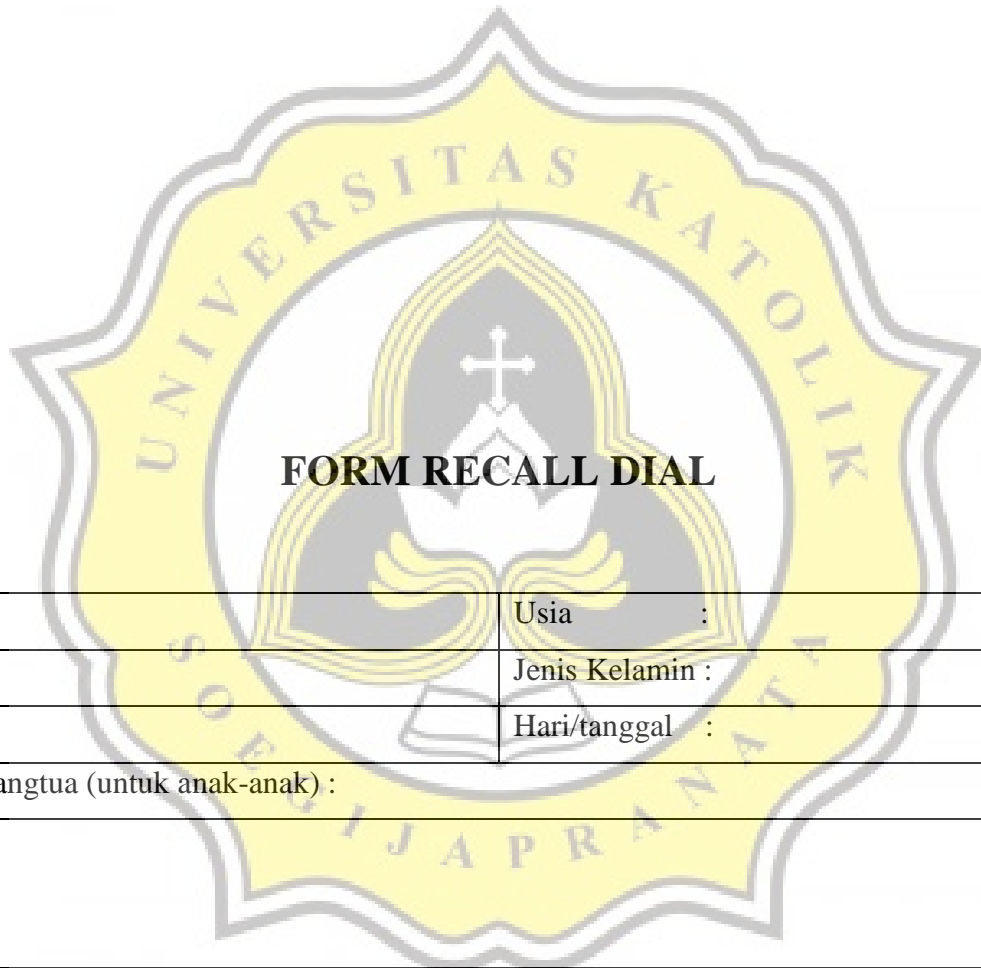 UNIVERSITAS KATOLIK
FORM RECALL DIAL
Usia :
Jenis Kelamin :
Hari/tanggal :
angtua (untuk anak-anak) :
SOEGIJAPRANATA